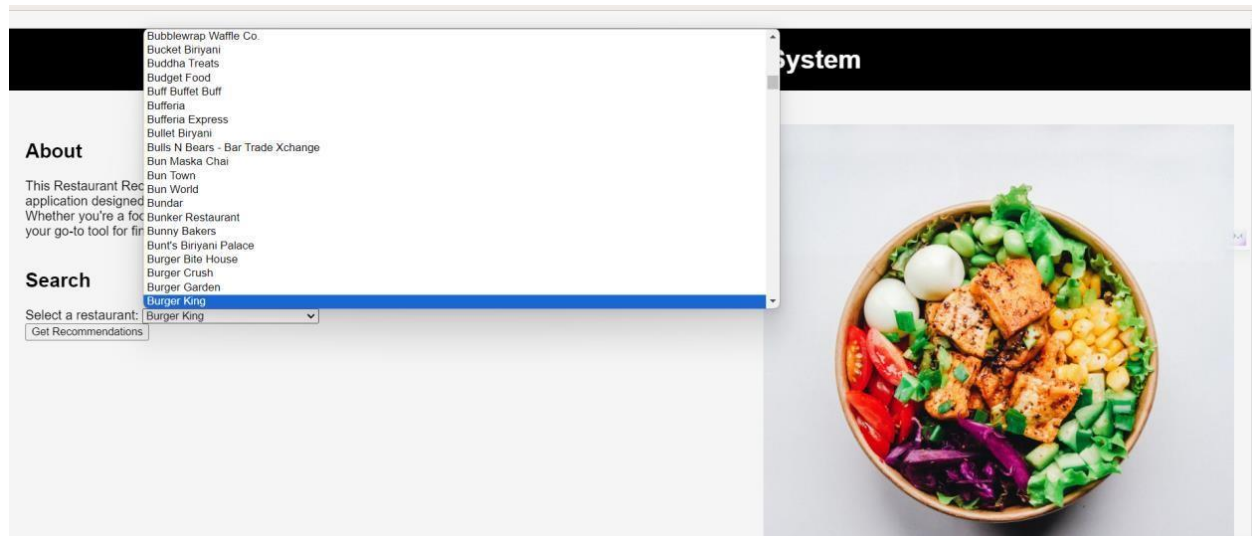 Bubblewrap Waffle Co.
Bucket Biriyani
Buddha Treats
Budget Food
Buff Buffet Buff
Bufferia
Bufferia Express
Bullet Biryani
Bulls N Bears - Bar Trade Xchange
Bun Maska Chai
Bun Town
Bun World
Bundar
Bunker Restaurant
Bunny Bakers
Bunt's Biriyani Palace
Burger Bite House
Burger Crush
Burger Garden
Burger King
System
About
This Restaurant
application designed
Whether you're a
your go-to tool for
Search
Select a restaurant: Burger King
Get Recommendations